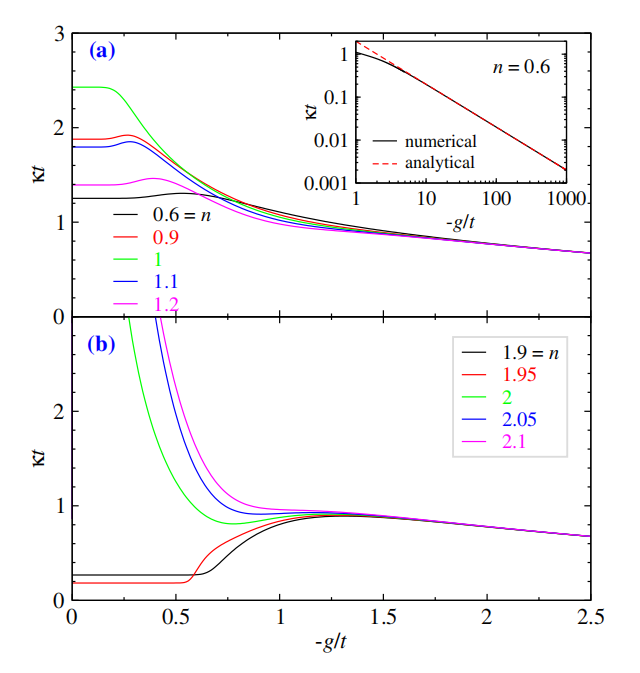 3
(a)
2
κt
1
0
0.6 = n
0.9
1
1.1
1.2
1
0.1
κt
0.01
0.001
n = 0.6
numerical
analytical
1 10 100 1000
-g/t
(b)
2
κt
1
0
1.9 = n
1.95
2
2.05
2.1
0 0.5 1 1.5 2 2.5
-g/t